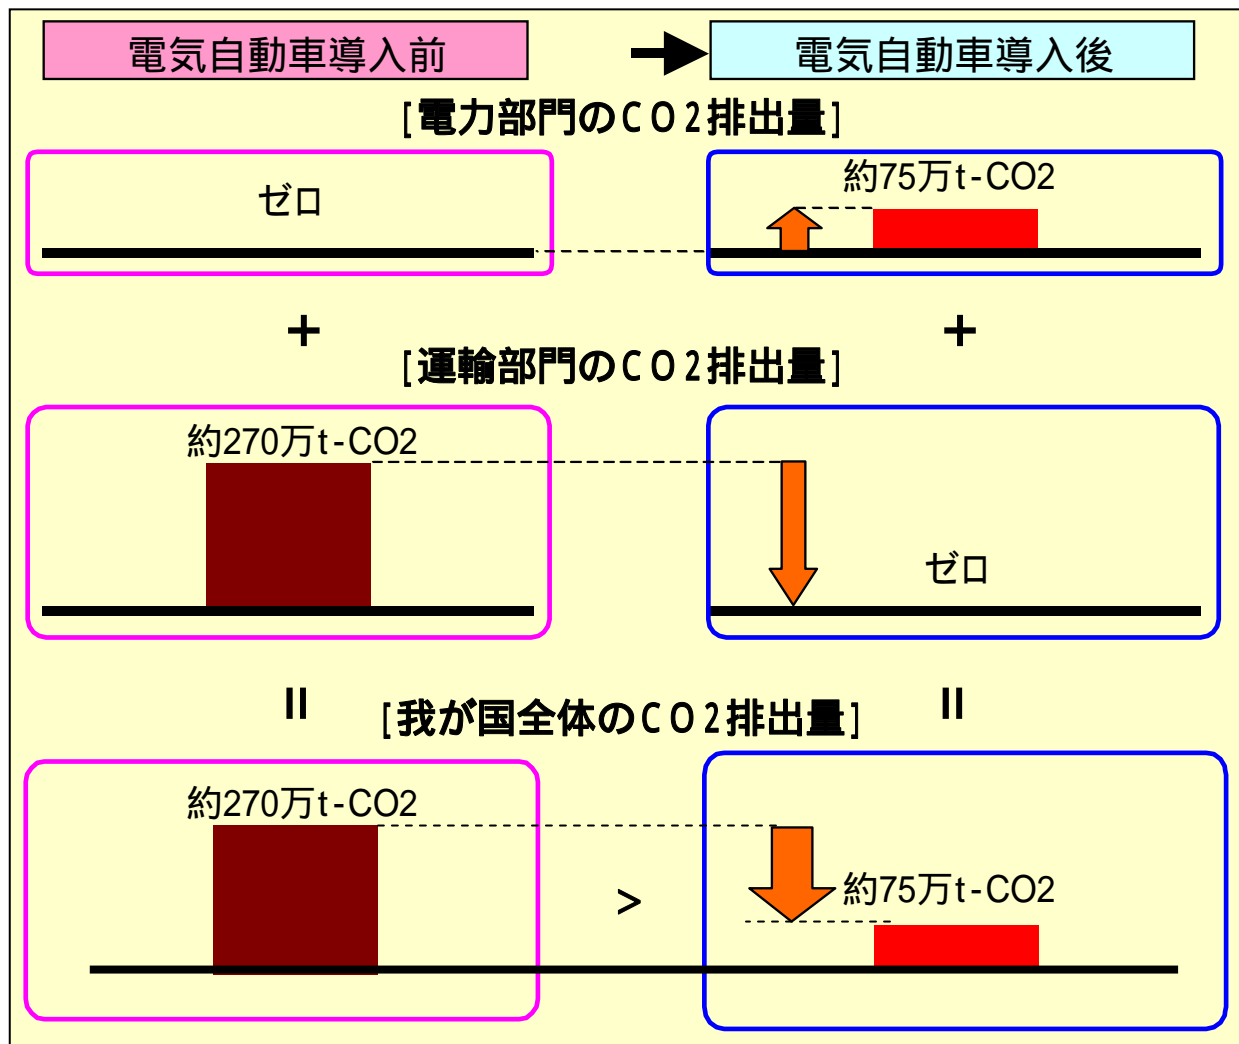 電気自動車導入前
電気自動車導入後
[電力部門のCO2排出量]
ゼロ
約75万t-CO2
+
+
[運輸部門のCO2排出量]
約270万t-CO2
ゼロ
=
=
[我が国全体のCO2排出量]
約270万t-CO2
>
約75万t-CO2